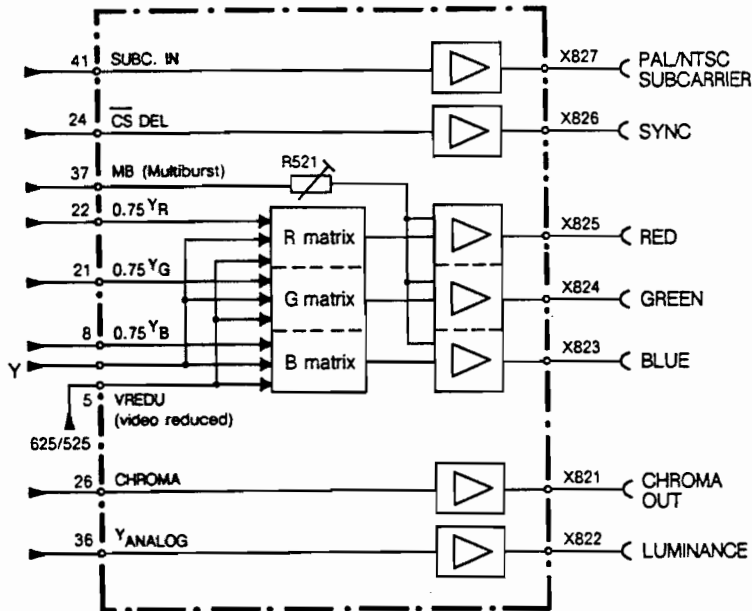 41 SUBC. IN X827 PAL/NTSC
SUBCARRIER
24 CS DEL X826 SYNC
37 MB (Multiburst) R521
22 0.75 YR R matrix X825 RED
21 0.75 YG G matrix X824 GREEN
8 0.75 YB B matrix X823 BLUE
Y
5 VREDU
(video reduced)
625/525
26 CHROMA X821 CHROMA
OUT
36 YANALOG X822 LUMINANCE